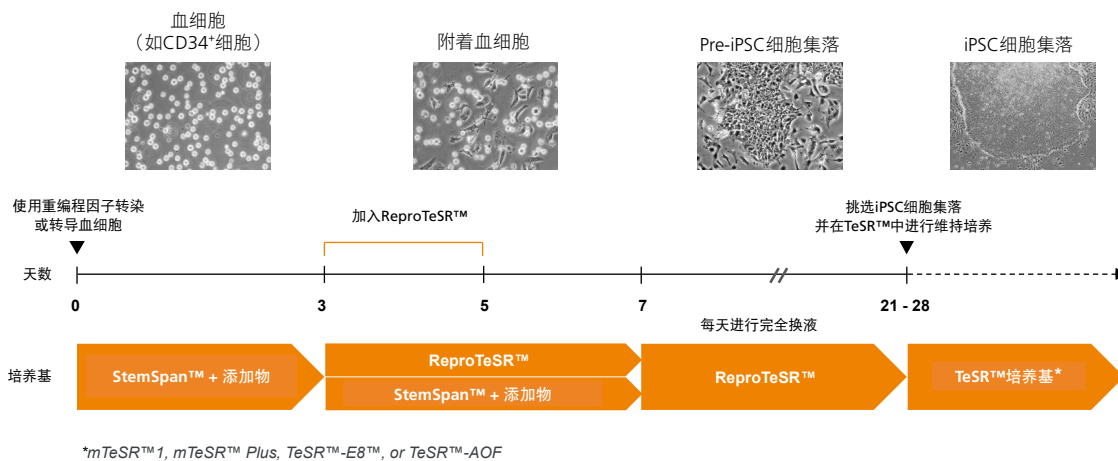 血细胞
（如CD34⁺细胞）
附着血细胞
Pre-iPSC细胞集落
iPSC细胞集落
使用重编程因子转染
或转导血细胞
加入ReproTeSR™
挑选iPSC细胞集落
并在TeSR™中进行维持培养
天数
0
3
5
7
21 - 28
每天进行完全换液
培养基
StemSpan™ + 添加物
ReproTeSR™
StemSpan™ + 添加物
ReproTeSR™
TeSR™培养基*
*mTeSR™1, mTeSR™ Plus, TeSR™-E8™, or TeSR™-AOF